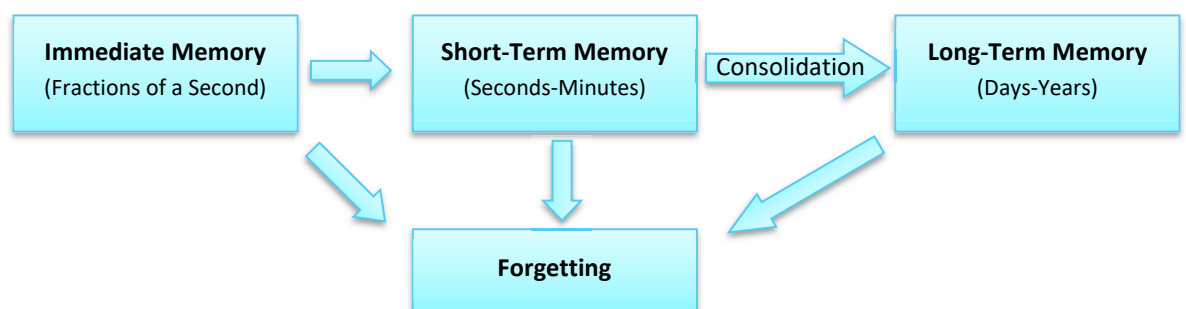 Immediate Memory
(Fractions of a Second)
Short-Term Memory
(Seconds-Minutes)
Consolidation
Long-Term Memory
(Days-Years)
Forgetting